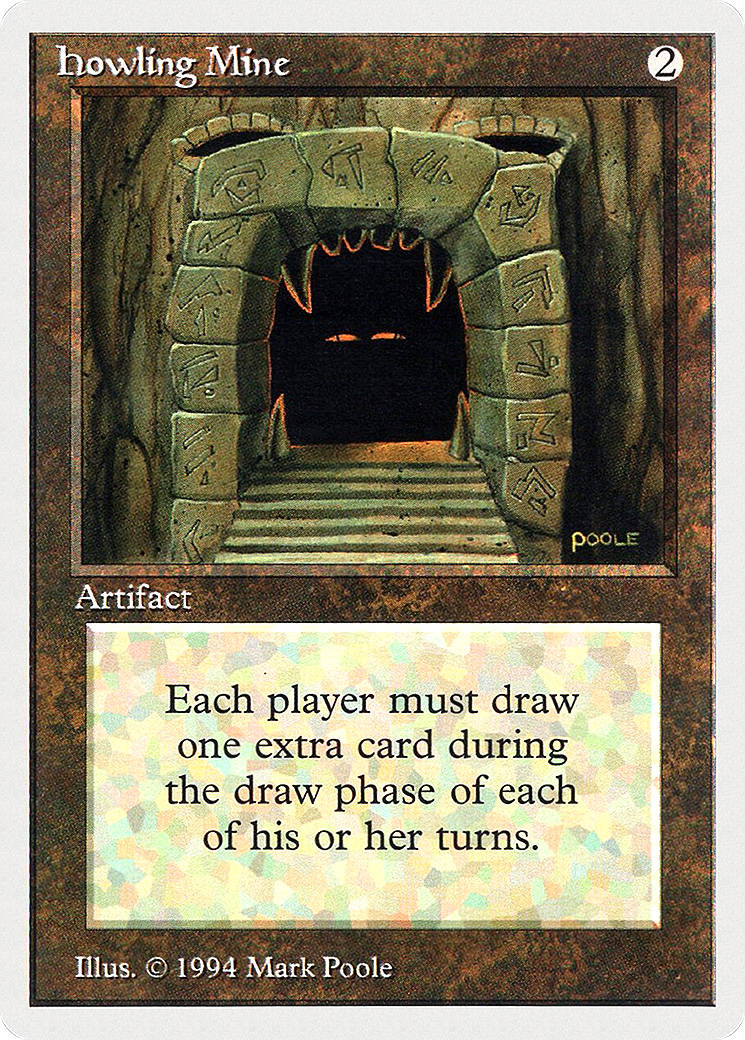 Howling Mine
2
POOLE
Artifact
Each player must draw
one extra card during
the draw phase of each
of his or her turns.
Illus. © 1994 Mark Poole